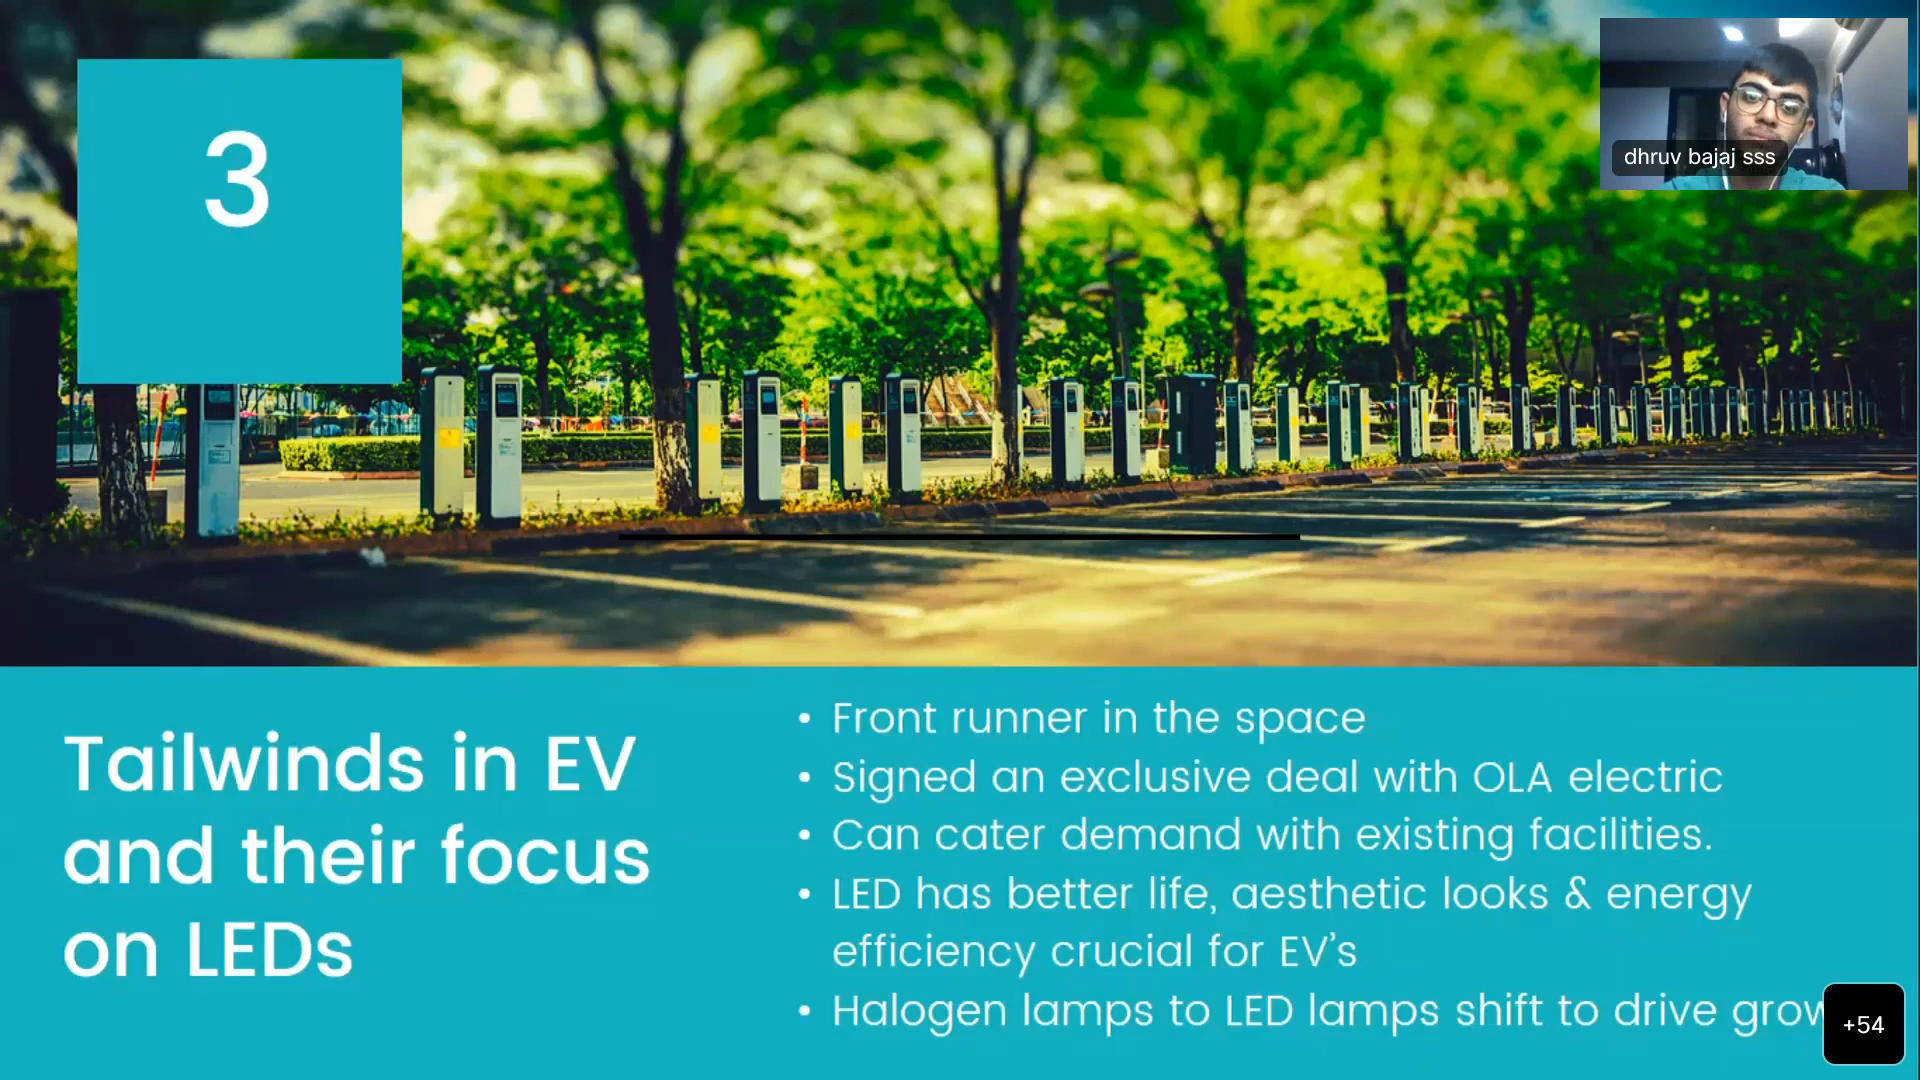 3
dhruv bajaj sss
Tailwinds in EV
and their focus
on LEDs
• Front runner in the space
• Signed an exclusive deal with OLA electric
• Can cater demand with existing facilities.
• LED has better life, aesthetic looks & energy
efficiency crucial for EV's
• Halogen lamps to LED lamps shift to drive grow
+54